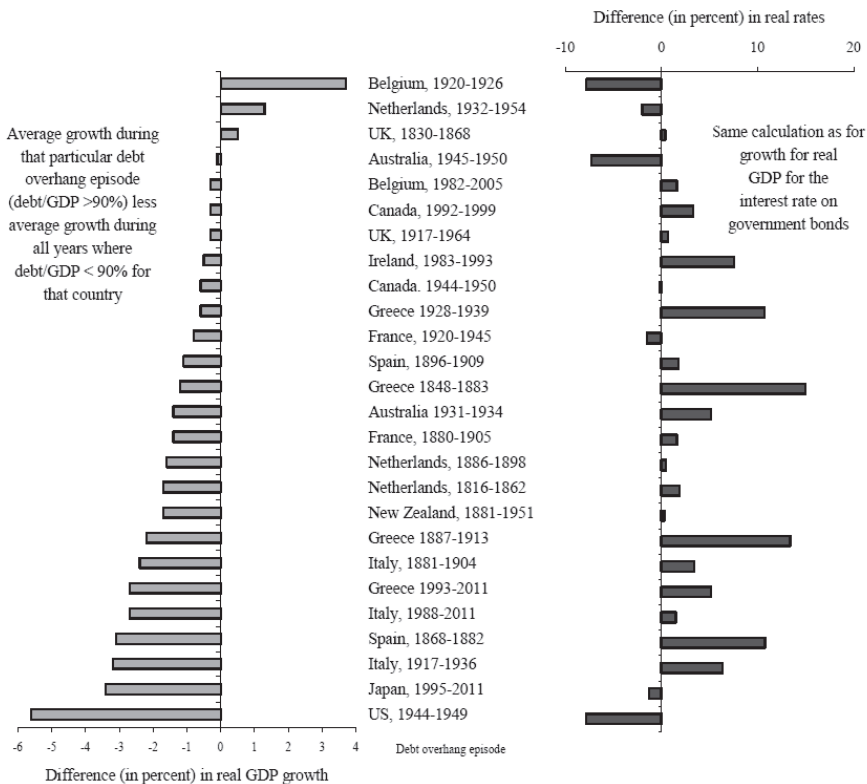 Difference (in percent) in real rates
-10 0 10 20
Belgium, 1920-1926
Netherlands, 1932-1954
UK, 1830-1868
Australia, 1945-1950
Belgium, 1982-2005
Canada, 1992-1999
UK, 1917-1964
Ireland, 1983-1993
Canada. 1944-1950
Greece 1928-1939
France, 1920-1945
Spain, 1896-1909
Greece 1848-1883
Australia 1931-1934
France, 1880-1905
Netherlands, 1886-1898
Netherlands, 1816-1862
New Zealand, 1881-1951
Greece 1887-1913
Italy, 1881-1904
Greece 1993-2011
Italy, 1988-2011
Spain, 1868-1882
Italy, 1917-1936
Japan, 1995-2011
US, 1944-1949
Average growth during
that particular debt
overhang episode
(debt/GDP >90%) less
average growth during
all years where
debt/GDP < 90% for
that country
Same calculation as for
growth for real
GDP for the
interest rate on
government bonds
-6 -5 -4 -3 -2 -1 0 1 2 3 4
Debt overhang episode
Difference (in percent) in real GDP growth